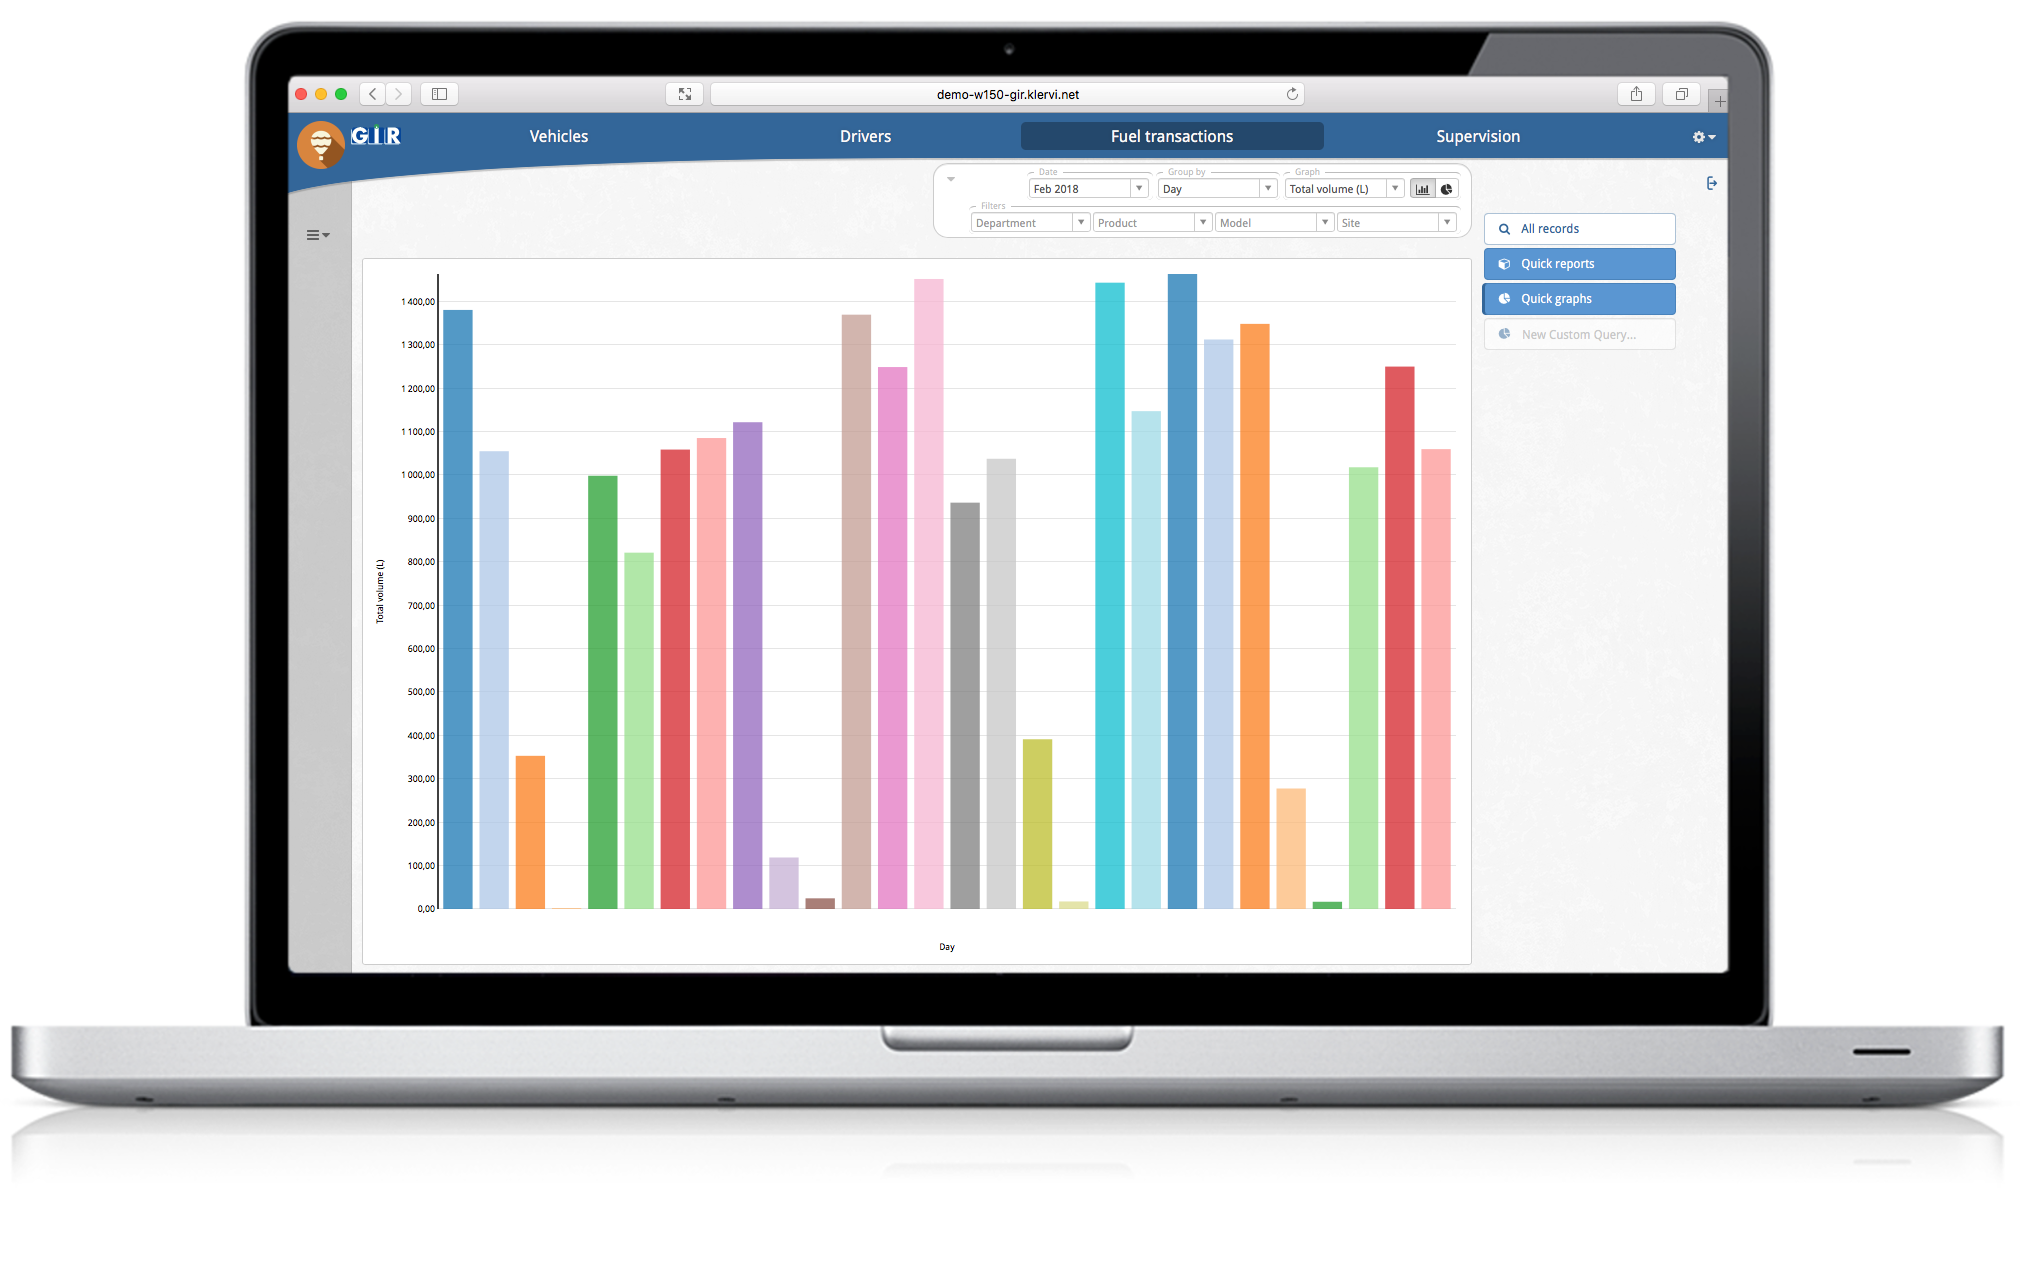 demo-w150-gir.klervi.net
GIR
Vehicles
Drivers
Fuel transactions
Supervision
Date
Group by
Graph
Feb 2018
Day
Total volume (L)
Filters
Department
Product
Model
Site
All records
Quick reports
Quick graphs
New Custom Query...
1 400,00
1 300,00
1 200,00
1 100,00
1 000,00
900,00
800,00
700,00
600,00
500,00
400,00
300,00
200,00
100,00
0,00
Total volume (L)
Day